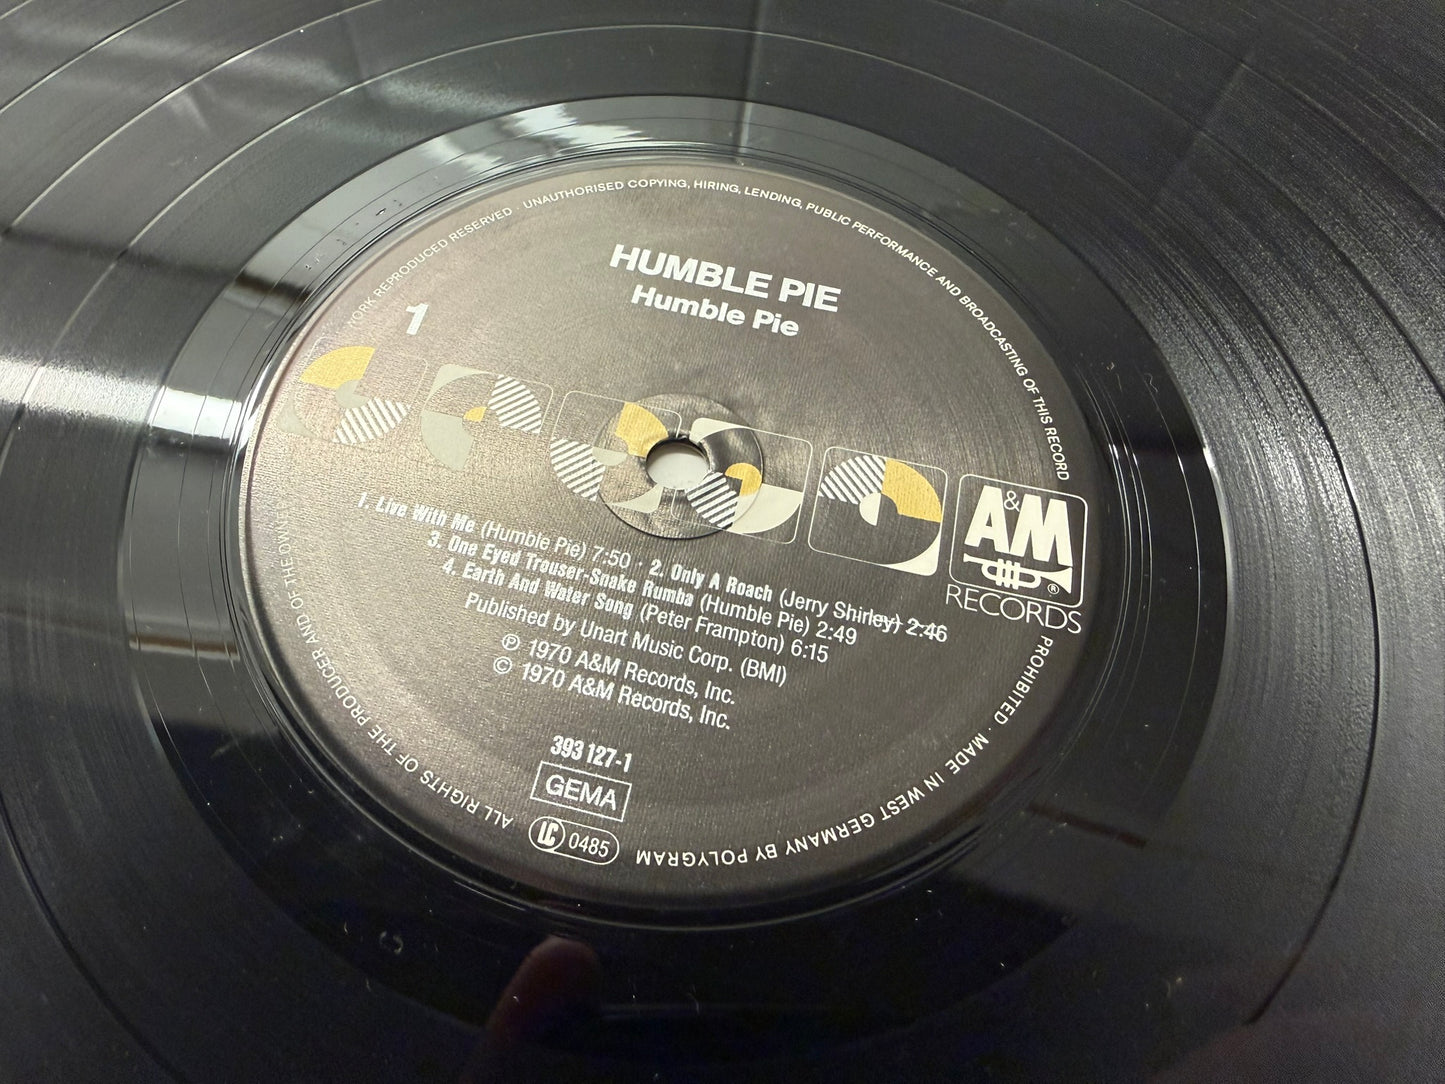 WORK REPRODUCED RESERVED · UNAUTHORISED COPYING, HIRING, LENDING, PUBLIC PERFORMANCE AND BROADCASTING OF THIS RECORD
HUMBLE PIE
Humble Pie
1
A&M
®
RECORDS
1. Live With Me (Humble Pie) 7:50 · 2. Only A Roach (Jerry Shirley) 2:46
3. One Eyed Trouser-Snake Rumba (Humble Pie) 2:49
4. Earth And Water Song (Peter Frampton) 6:15
Published by Unart Music Corp. (BMI)
℗ 1970 A&M Records, Inc.
© 1970 A&M Records, Inc.
393 127-1
GEMA
LC 0485
PROHIBITED · MADE IN WEST GERMANY BY POLYGRAM
ALL RIGHTS OF THE PRODUCER AND OF THE OWNER